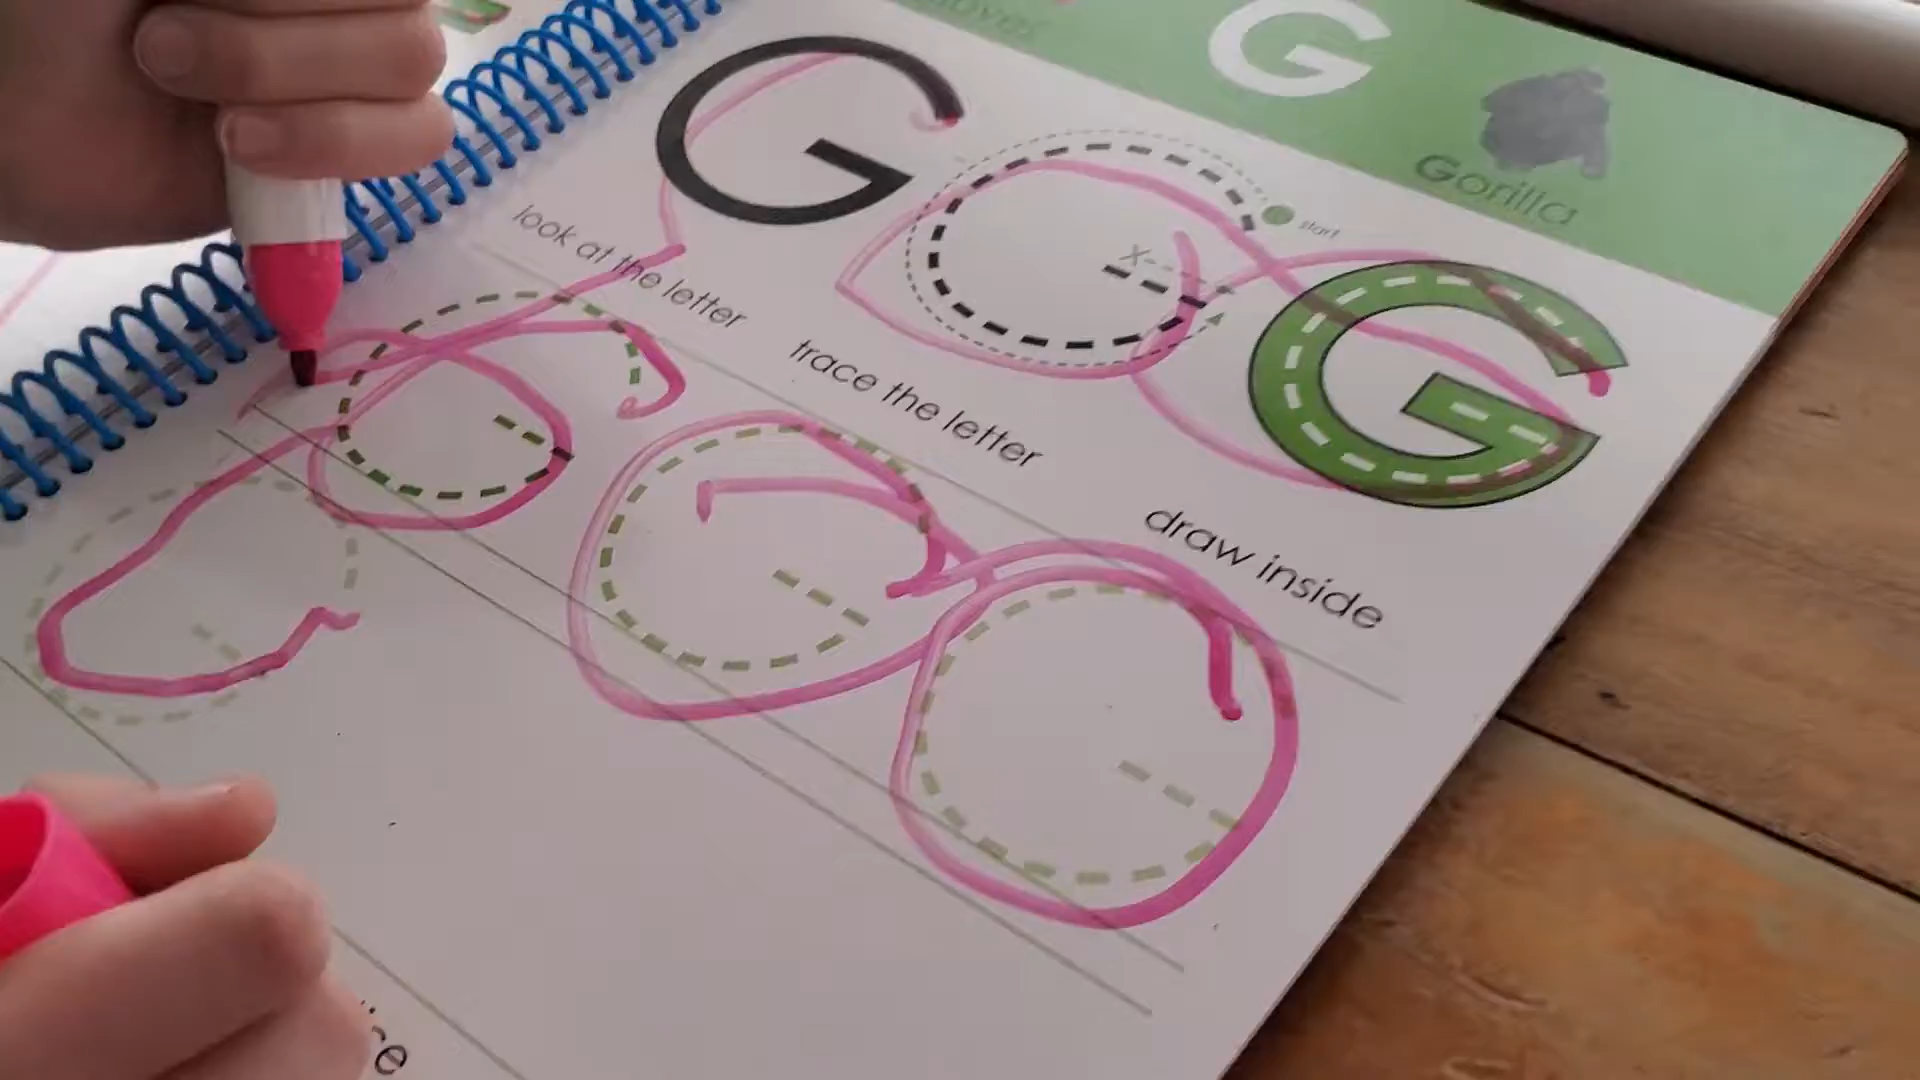 G
Gorilla
G G G
start
X
look at the letter
trace the letter
draw inside
G G G G